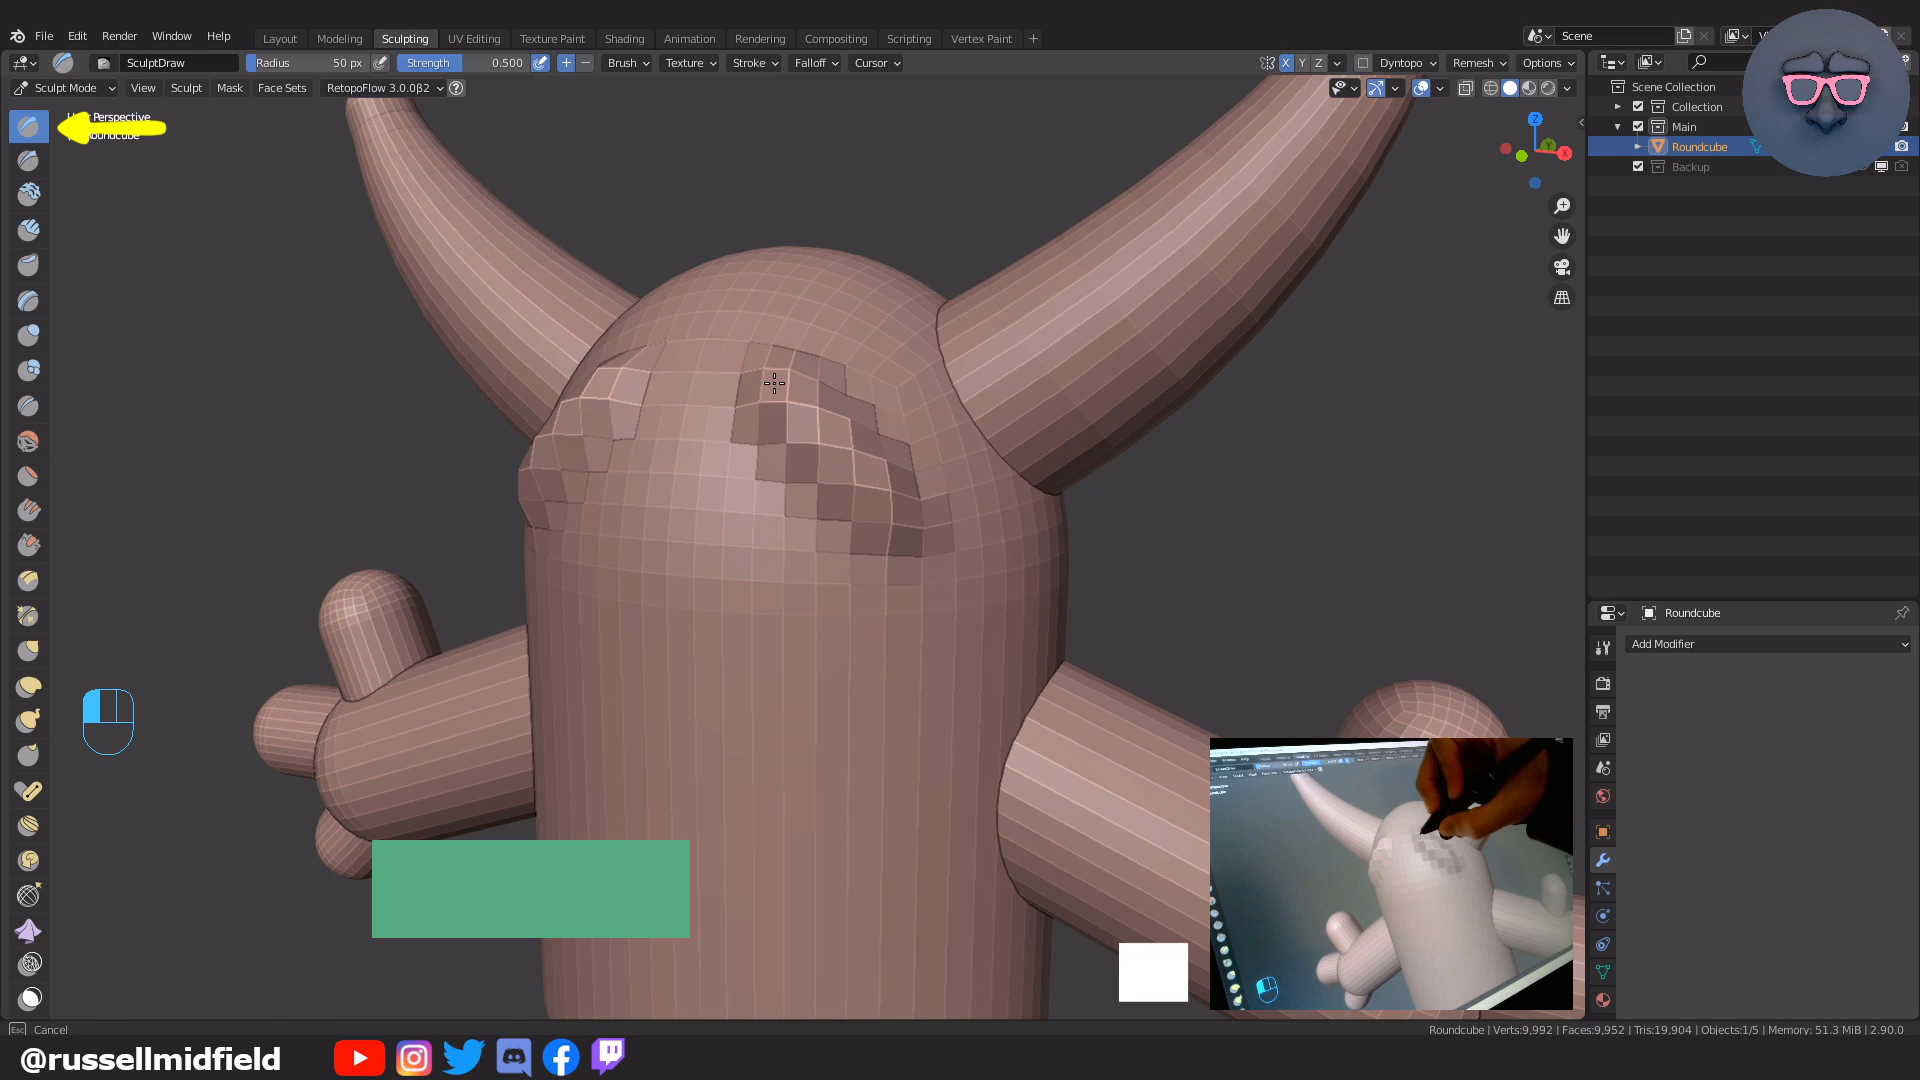 File Edit Render Window Help Layout Modeling Sculpting UV Editing Texture Paint Shading Animation Rendering Compositing Scripting Vertex Paint + Scene
SculptDraw Radius 50 px Strength 0.500 + − Brush Texture Stroke Falloff Cursor X Y Z Dyntopo Remesh Options
Sculpt Mode View Sculpt Mask Face Sets RetopoFlow 3.0.0β2 ?
Scene Collection
Collection
Main
Roundcube
Backup
Perspective
Z
Y
X
Roundcube
Add Modifier
Esc Cancel
Roundcube | Verts:9,992 | Faces:9,952 | Tris:19,904 | Objects:1/5 | Memory: 51.3 MiB | 2.90.0
@russellmidfield